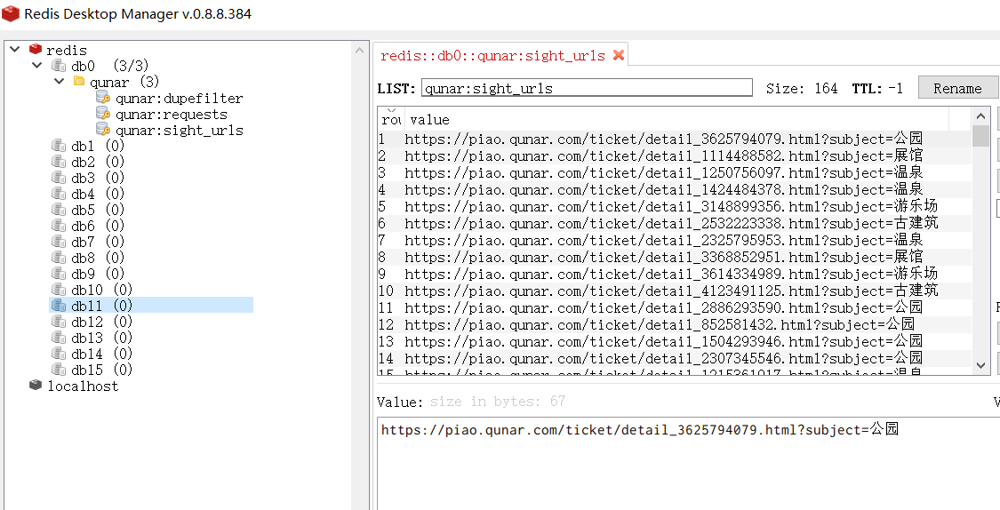 Redis Desktop Manager v.0.8.8.384
redis
db0 (3/3)
qunar (3)
qunar:dupefilter
qunar:requests
qunar:sight_urls
db1 (0)
db2 (0)
db3 (0)
db4 (0)
db5 (0)
db6 (0)
db7 (0)
db8 (0)
db9 (0)
db10 (0)
db11 (0)
db12 (0)
db13 (0)
db14 (0)
db15 (0)
localhost
redis::db0::qunar:sight_urls
LIST: qunar:sight_urls Size: 164 TTL: -1 Rename
value
1 https://piao.qunar.com/ticket/detail_3625794079.html?subject=公园
2 https://piao.qunar.com/ticket/detail_1114488582.html?subject=展馆
3 https://piao.qunar.com/ticket/detail_1250756097.html?subject=温泉
4 https://piao.qunar.com/ticket/detail_1424484378.html?subject=温泉
5 https://piao.qunar.com/ticket/detail_3148899356.html?subject=游乐场
6 https://piao.qunar.com/ticket/detail_2532223338.html?subject=古建筑
7 https://piao.qunar.com/ticket/detail_2325795953.html?subject=温泉
8 https://piao.qunar.com/ticket/detail_3368852951.html?subject=展馆
9 https://piao.qunar.com/ticket/detail_3614334989.html?subject=游乐场
10 https://piao.qunar.com/ticket/detail_4123491125.html?subject=古建筑
11 https://piao.qunar.com/ticket/detail_2886293590.html?subject=公园
12 https://piao.qunar.com/ticket/detail_852581432.html?subject=公园
13 https://piao.qunar.com/ticket/detail_1504293946.html?subject=公园
14 https://piao.qunar.com/ticket/detail_2307345546.html?subject=公园
Value: size in bytes: 67
https://piao.qunar.com/ticket/detail_3625794079.html?subject=公园